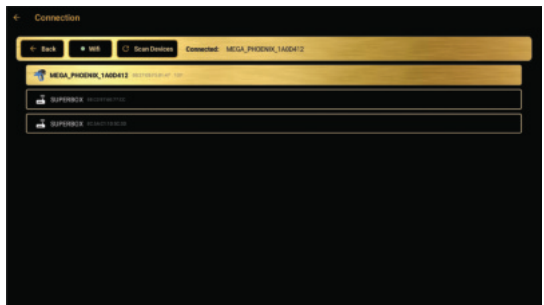 ← Connection
← Back Wifi Scan Devices Connected: MEGA_PHOENIX_1A0D412
MEGA_PHOENIX_1A0D412
SUPERBOX
SUPERBOX